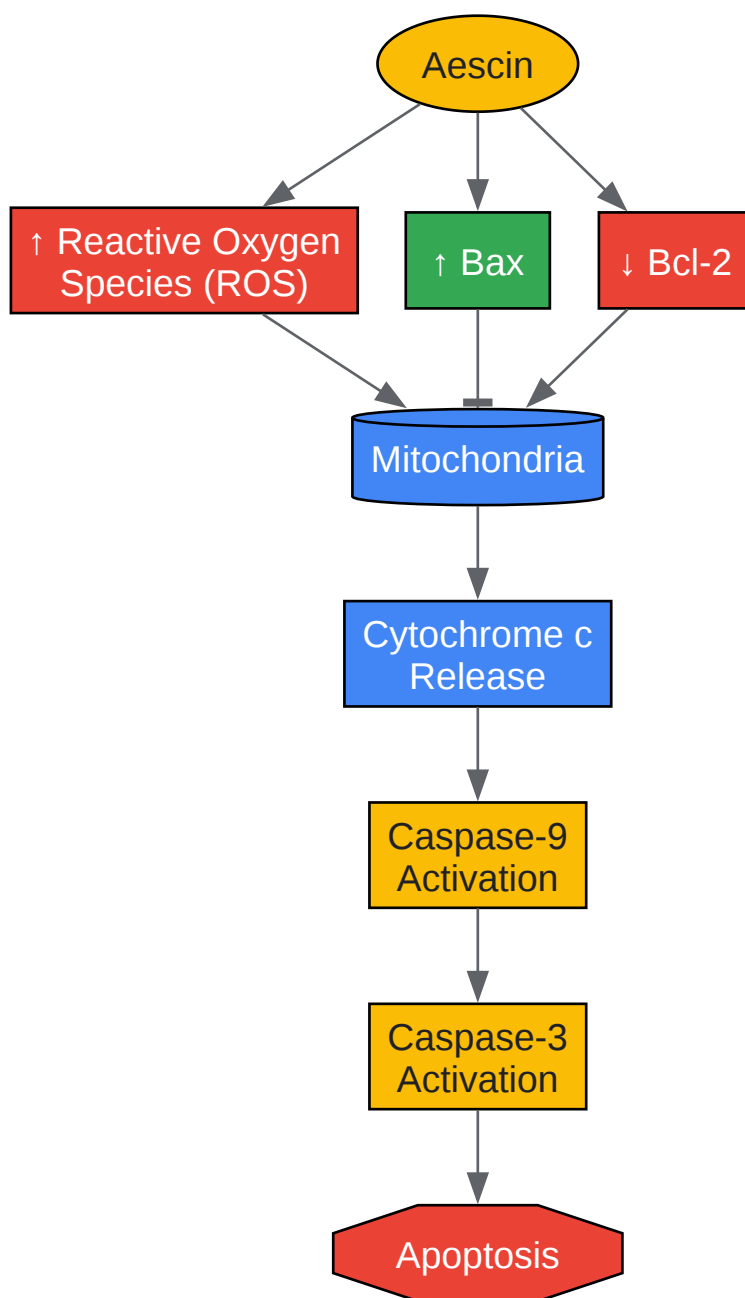 Aescin
↑ Reactive Oxygen
Species (ROS)
↑ Bax
↓ Bcl-2
Mitochondria
Cytochrome c
Release
Caspase-9
Activation
Caspase-3
Activation
Apoptosis